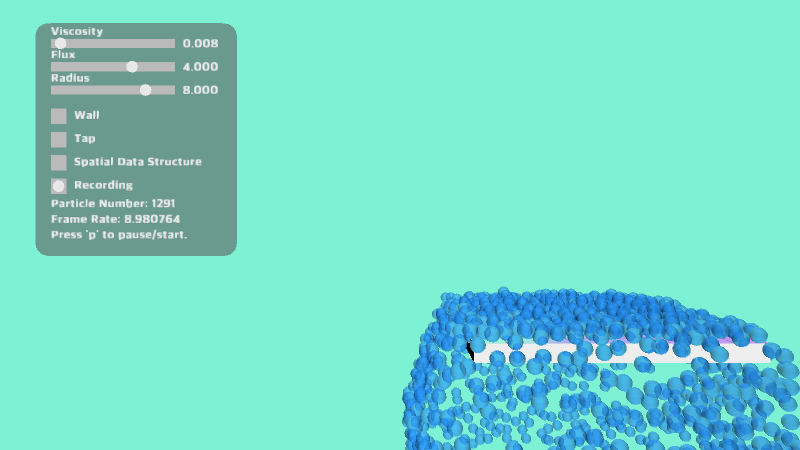 Viscosity
0.008
Flux
4.000
Radius
8.000
Wall
Tap
Spatial Data Structure
Recording
Particle Number: 1291
Frame Rate: 8.980764
Press 'p' to pause/start.